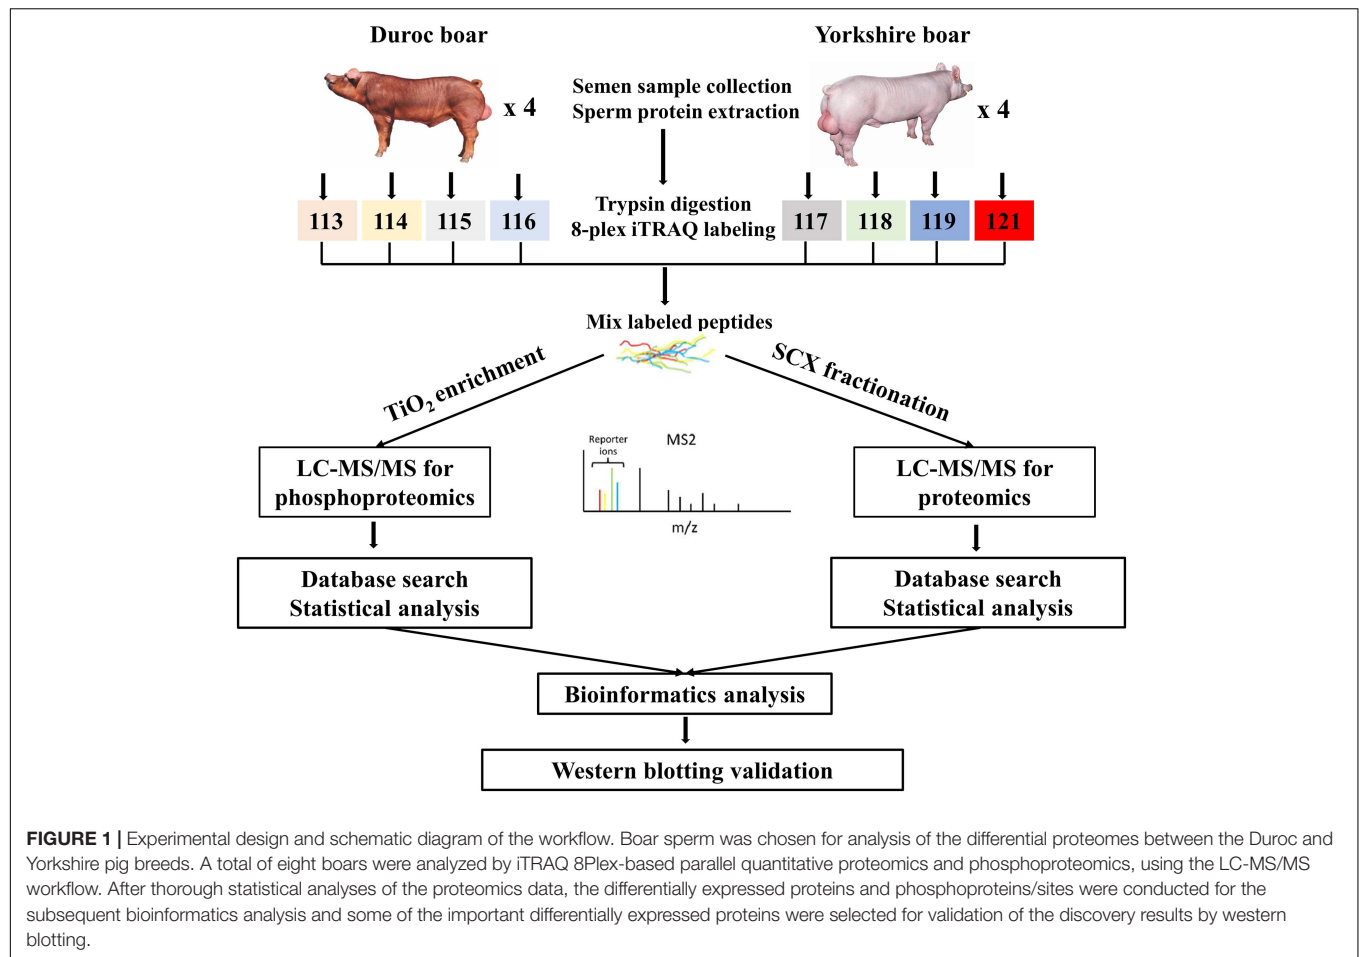 Duroc boar
Yorkshire boar
Semen sample collection
Sperm protein extraction
x 4
x 4
113
114
115
116
Trypsin digestion
8-plex iTRAQ labeling
117
118
119
121
Mix labeled peptides
TiO2 enrichment
SCX fractionation
Reporter
ions
MS2
m/z
LC-MS/MS for
phosphoproteomics
LC-MS/MS for
proteomics
Database search
Statistical analysis
Database search
Statistical analysis
Bioinformatics analysis
Western blotting validation
FIGURE 1 | Experimental design and schematic diagram of the workflow. Boar sperm was chosen for analysis of the differential proteomes between the Duroc and
Yorkshire pig breeds. A total of eight boars were analyzed by iTRAQ 8Plex-based parallel quantitative proteomics and phosphoproteomics, using the LC-MS/MS
workflow. After thorough statistical analyses of the proteomics data, the differentially expressed proteins and phosphoproteins/sites were conducted for the
subsequent bioinformatics analysis and some of the important differentially expressed proteins were selected for validation of the discovery results by western
blotting.